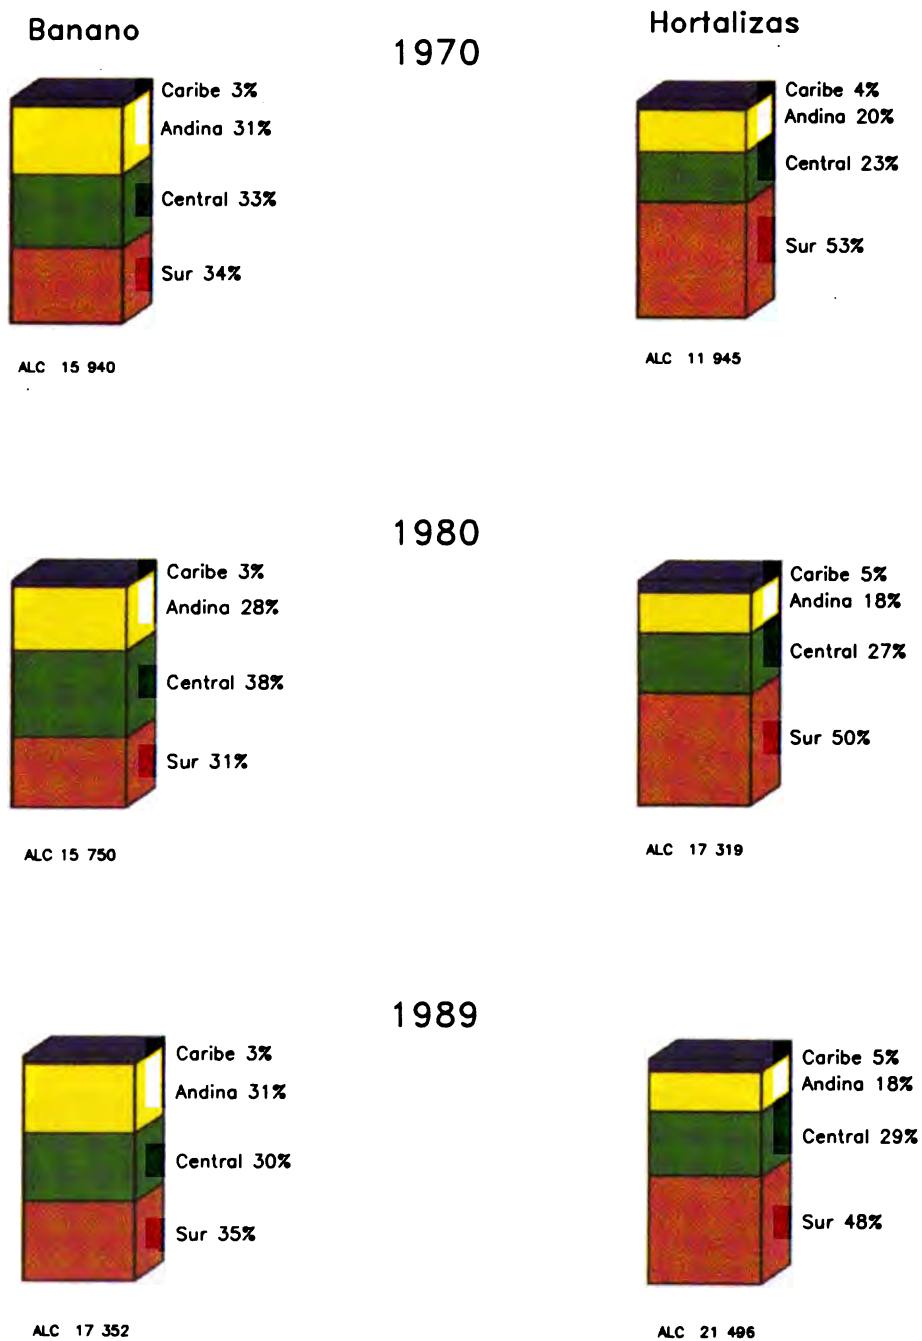 Banano
Hortalizas
1970
Caribe 3%
Andina 31%
Central 33%
Sur 34%
ALC 15 940
Caribe 4%
Andina 20%
Central 23%
Sur 53%
ALC 11 945
1980
Caribe 3%
Andina 28%
Central 38%
Sur 31%
ALC 15 750
Caribe 5%
Andina 18%
Central 27%
Sur 50%
ALC 17 319
1989
Caribe 3%
Andina 31%
Central 30%
Sur 35%
ALC 17 352
Caribe 5%
Andina 18%
Central 29%
Sur 48%
ALC 21 496